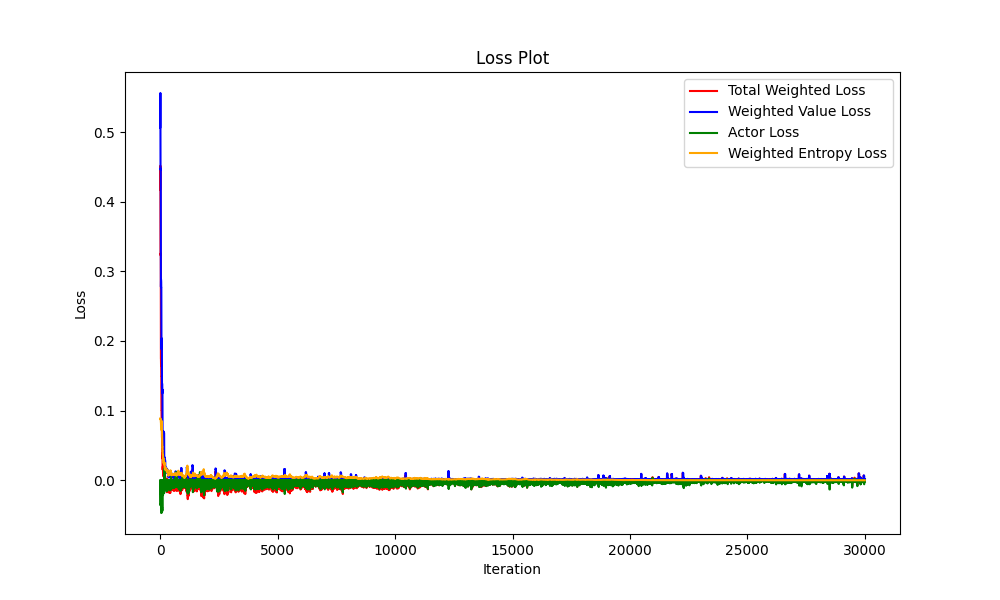 Loss Plot
Total Weighted Loss
Weighted Value Loss
Actor Loss
Weighted Entropy Loss
0.5
0.4
0.3
0.2
0.1
0.0
Loss
0 5000 10000 15000 20000 25000 30000
Iteration